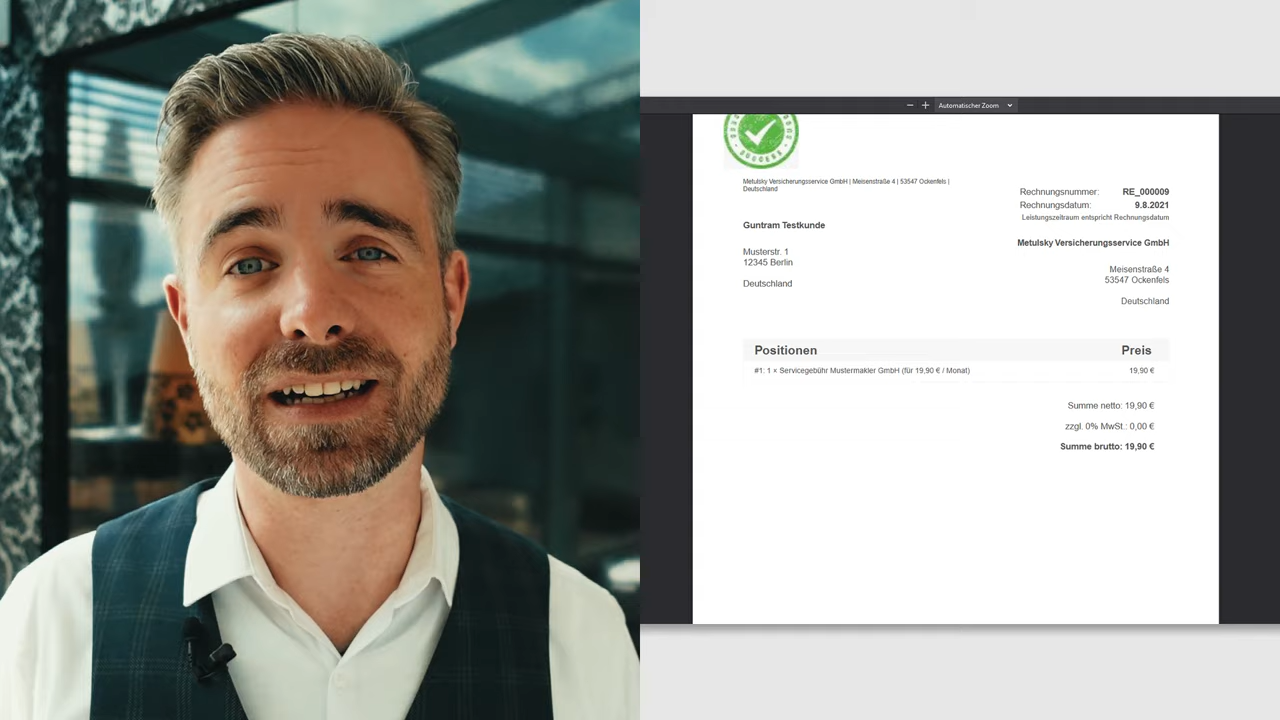 Automatischer Zoom
SUCCESS
Metulsky Versicherungsservice GmbH | Meisenstraße 4 | 53547 Ockenfels |
Deutschland
Rechnungsnummer: RE_000009
Rechnungsdatum: 9.8.2021
Leistungszeitraum entspricht Rechnungsdatum
Guntram Testkunde
Metulsky Versicherungsservice GmbH
Musterstr. 1
12345 Berlin
Deutschland
Meisenstraße 4
53547 Ockenfels
Deutschland
Positionen Preis
#1: 1 × Servicegebühr Mustermakler GmbH (für 19,90 € / Monat) 19,90 €
Summe netto: 19,90 €
zzgl. 0% MwSt.: 0,00 €
Summe brutto: 19,90 €